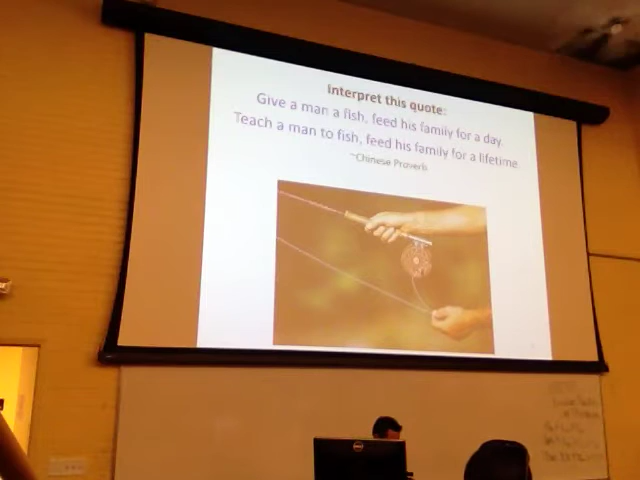 Interpret this quote:
Give a man a fish, feed his family for a day
Teach a man to fish, feed his family for a lifetime
~Chinese Proverb
DELL